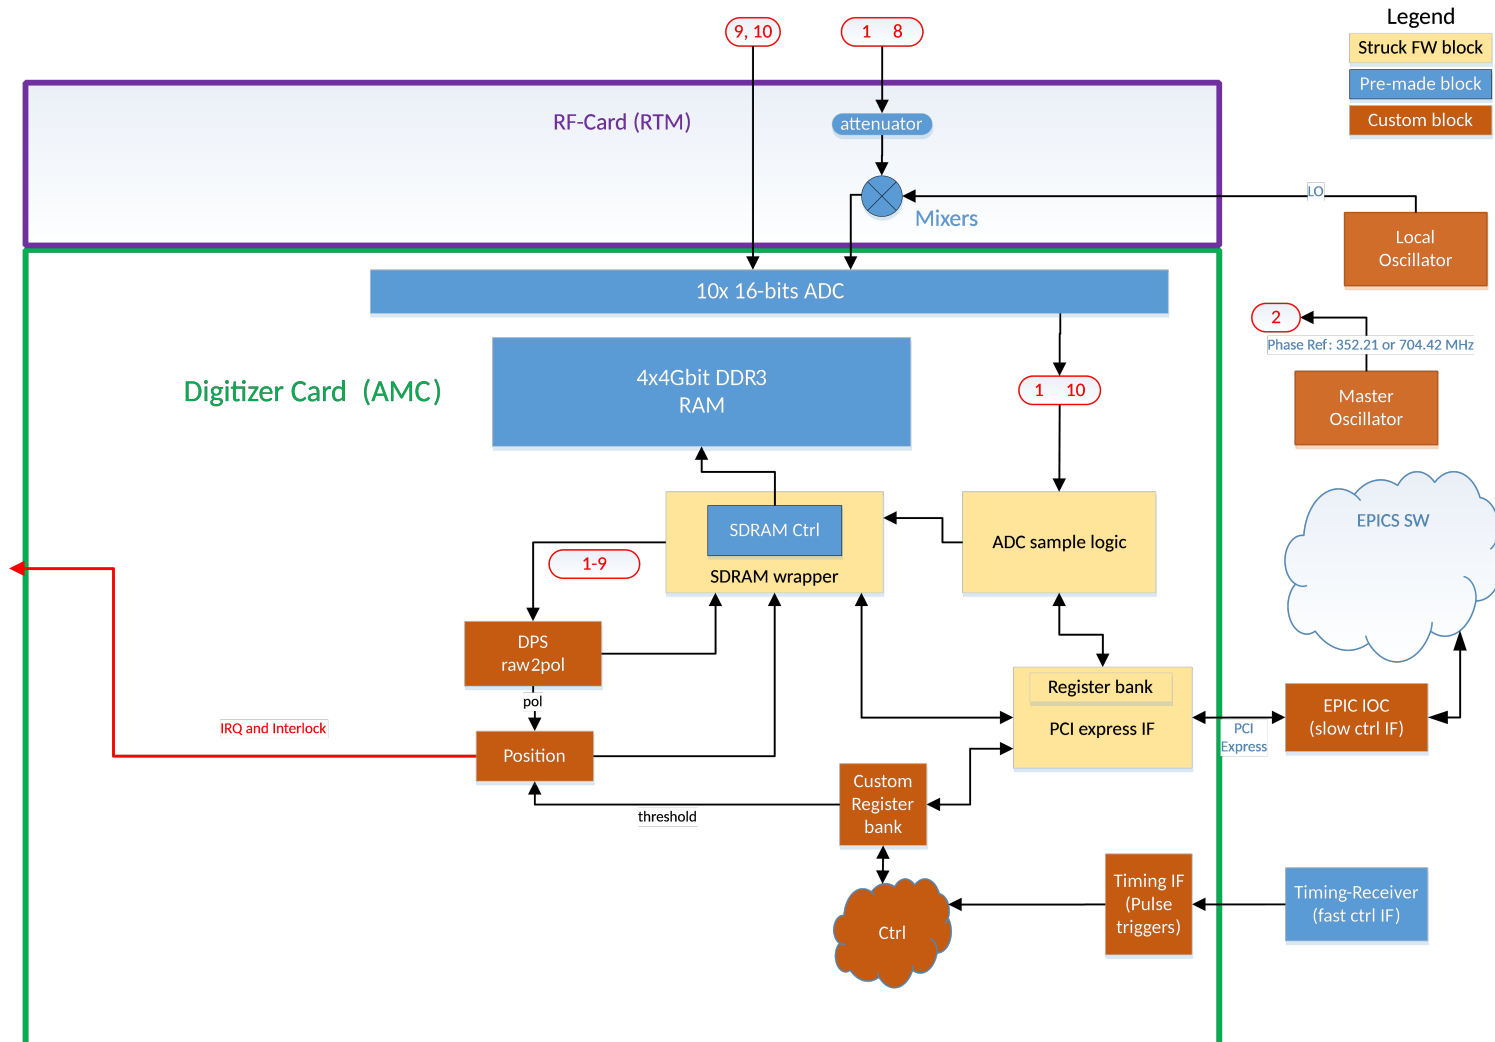 Legend
Struck FW block
Pre-made block
Custom block
9, 10
1 8
RF-Card (RTM)
attenuator
Mixers
LO
Local
Oscillator
10x 16-bits ADC
2
Phase Ref: 352.21 or 704.42 MHz
Master
Oscillator
4x4Gbit DDR3
RAM
Digitizer Card (AMC)
1 10
EPICS SW
SDRAM Ctrl
SDRAM wrapper
ADC sample logic
1-9
DPS
raw2pol
pol
Register bank
PCI express IF
EPIC IOC
(slow ctrl IF)
PCI
Express
IRQ and Interlock
Position
Custom
Register
bank
threshold
Timing IF
(Pulse
triggers)
Timing-Receiver
(fast ctrl IF)
Ctrl